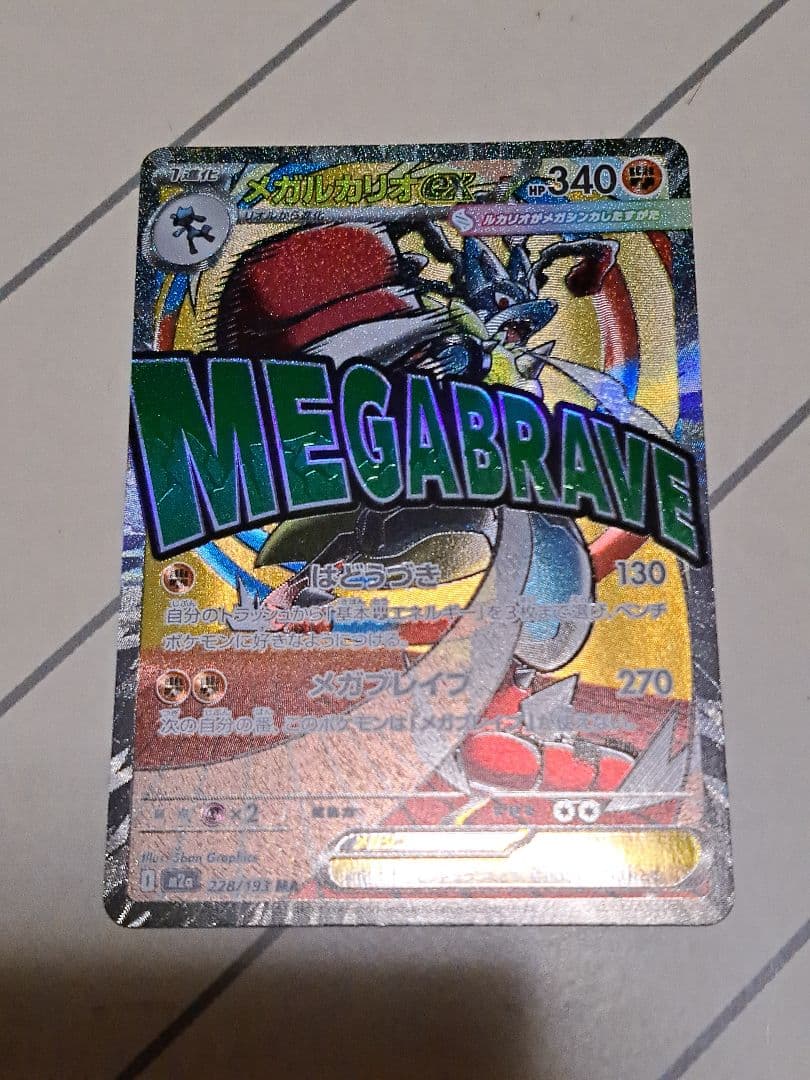 1進化
メガルカリオex
HP340
リオルから進化
ルカリオがメガシンカしたすがた
MEGABRAVE
はどうづき 130
自分のトラッシュから「基本 エネルギー」を3枚まで選び、ベンチ
ポケモンに好きなようにつける。
メガブレイブ 270
次の自分の番、このポケモンは「メガブレイブ」が使えない。
×2
Illus. 5ban Graphics
I M2a 228/193 MA